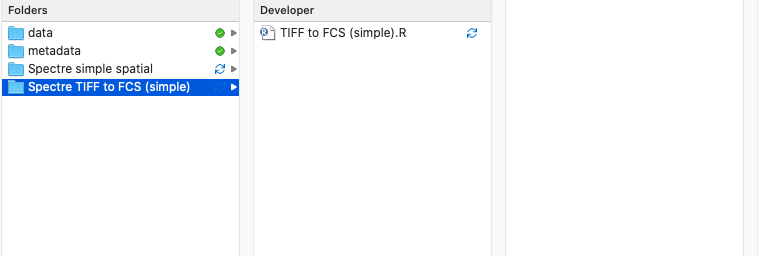 Folders
data
metadata
Spectre simple spatial
Spectre TIFF to FCS (simple)
Developer
TIFF to FCS (simple).R